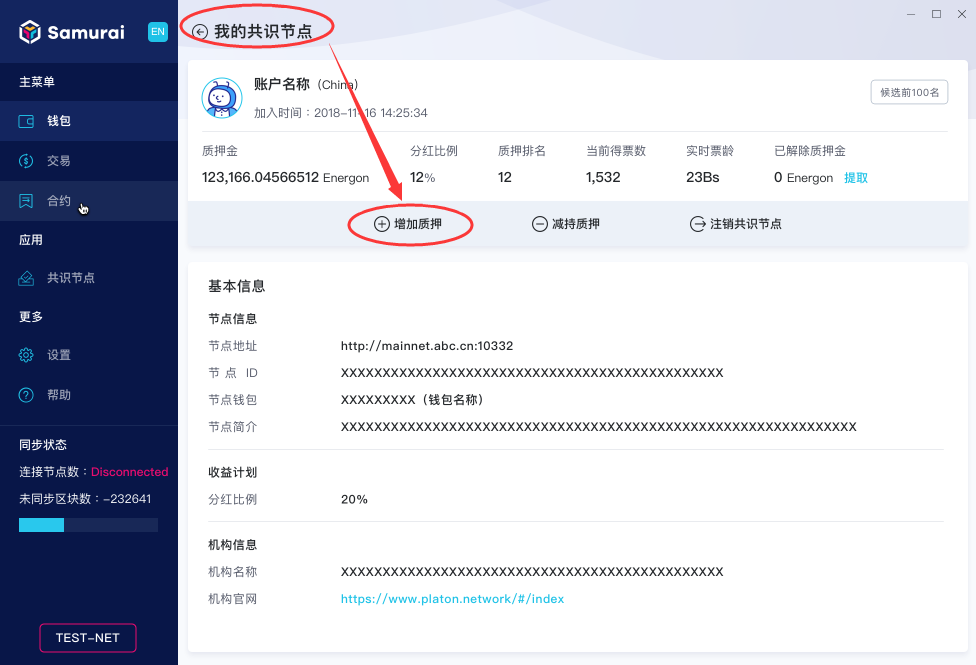 Samurai
EN
主菜单
钱包
交易
合约
应用
共识节点
更多
设置
帮助
同步状态
连接节点数：Disconnected
未同步区块数：-232641
TEST-NET
我的共识节点
账户名称（China）
加入时间：2018-11-16 14:25:34
候选前100名
质押金 分红比例 质押排名 当前得票数 实时票龄 已解除质押金
123,166.04566512 Energon 12% 12 1,532 23Bs 0 Energon 提取
增加质押 减持质押 注销共识节点
基本信息
节点信息
节点地址 http://mainnet.abc.cn:10332
节 点 ID XXXXXXXXXXXXXXXXXXXXXXXXXXXXXXXXXXXXXXXXXXXXXX
节点钱包 XXXXXXXXX（钱包名称）
节点简介 XXXXXXXXXXXXXXXXXXXXXXXXXXXXXXXXXXXXXXXXXXXXXXXXXXXXXXXXXXXXXX
收益计划
分红比例 20%
机构信息
机构名称 XXXXXXXXXXXXXXXXXXXXXXXXXXXXXXXXXXXXXXXXXXXXXX
机构官网 https://www.platon.network/#/index